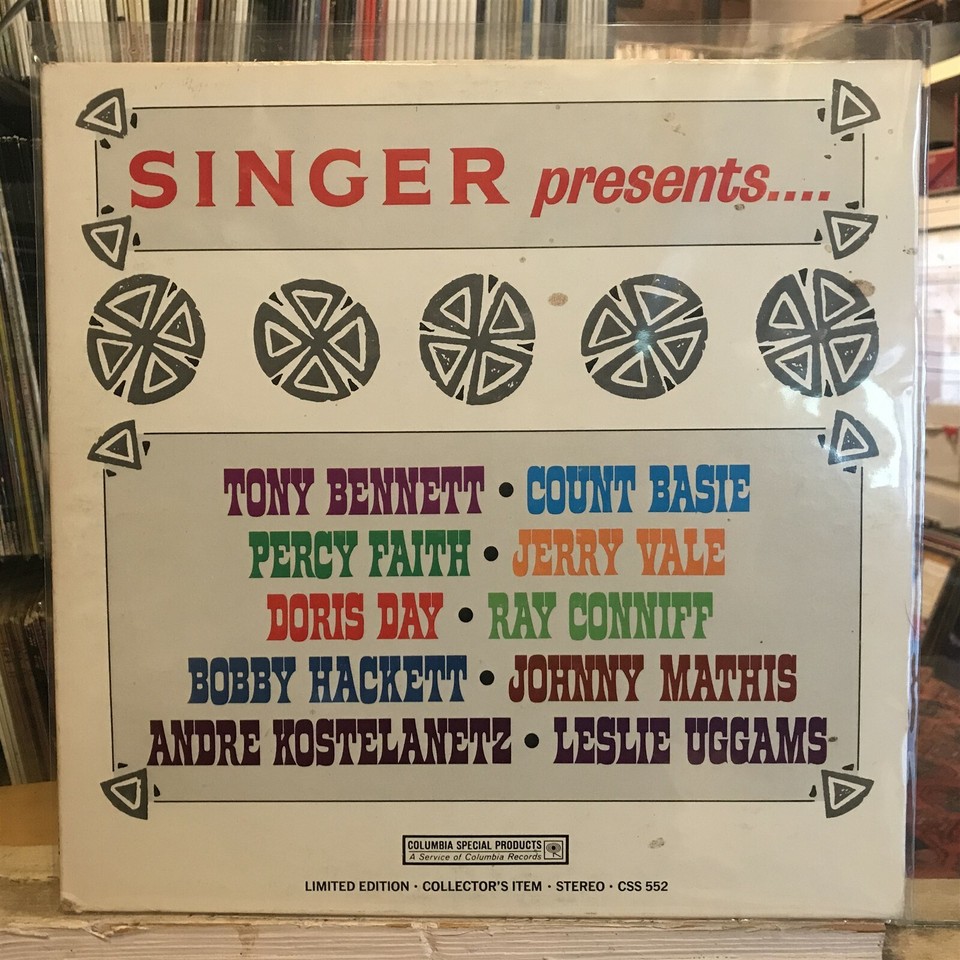 SINGER presents....
TONY BENNETT • COUNT BASIE
PERCY FAITH • JERRY VALE
DORIS DAY • RAY CONNIFF
BOBBY HACKETT • JOHNNY MATHIS
ANDRE KOSTELANETZ • LESLIE UGGAMS
COLUMBIA SPECIAL PRODUCTS
A Service of Columbia Records
LIMITED EDITION · COLLECTOR'S ITEM · STEREO · CSS 552